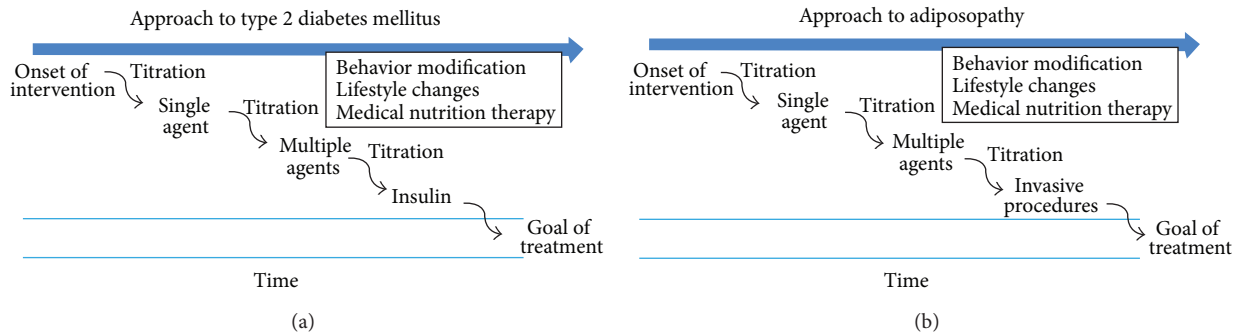 Approach to type 2 diabetes mellitus
Onset of
intervention
Titration
Single
agent
Titration
Multiple
agents
Titration
Insulin
Goal of
treatment
Behavior modification
Lifestyle changes
Medical nutrition therapy
Time
(a)
Approach to adiposopathy
Onset of
intervention
Titration
Single
agent
Titration
Multiple
agents
Titration
Invasive
procedures
Goal of
treatment
Behavior modification
Lifestyle changes
Medical nutrition therapy
Time
(b)